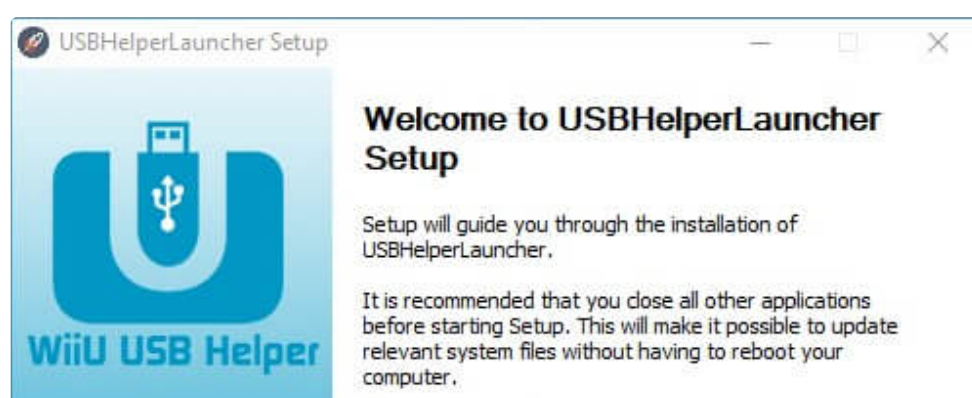 USBHelperLauncher Setup
Welcome to USBHelperLauncher
Setup
Setup will guide you through the installation of
USBHelperLauncher.
It is recommended that you close all other applications
before starting Setup. This will make it possible to update
relevant system files without having to reboot your
computer.
WiiU USB Helper